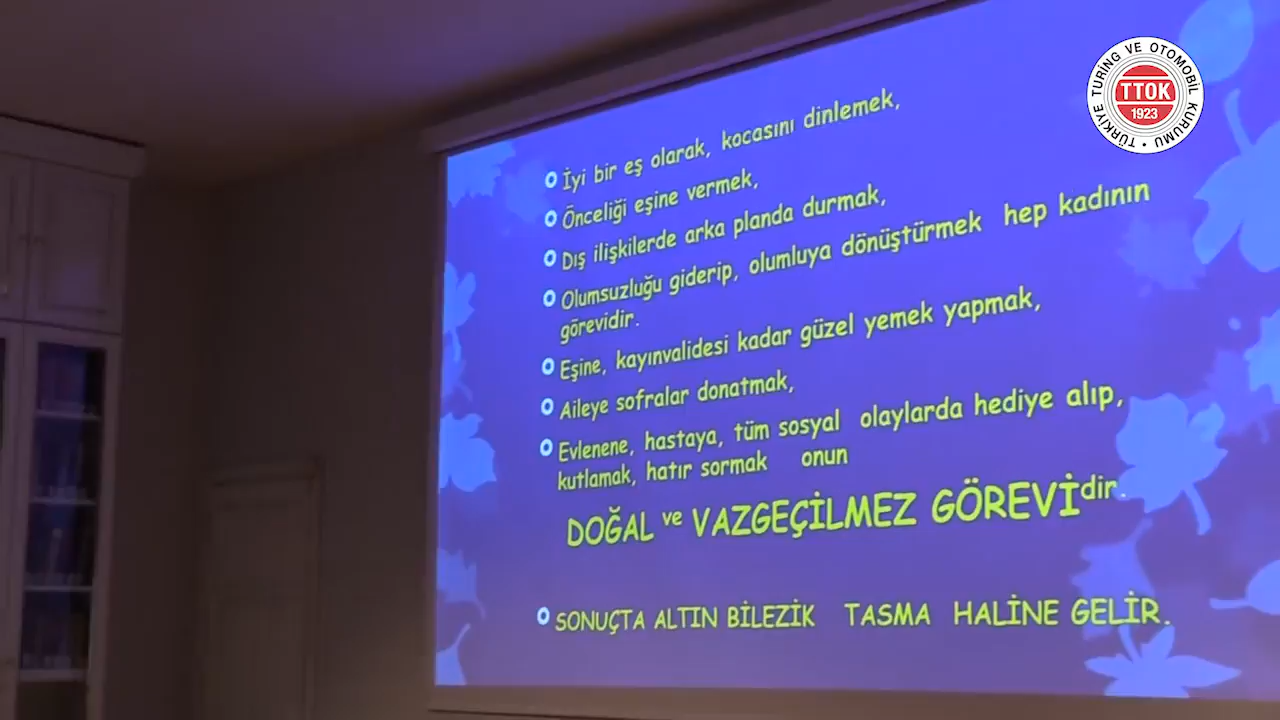 İyi bir eş olarak, kocasını dinlemek,
Önceliği eşine vermek,
Dış ilişkilerde arka planda durmak,
Olumsuzluğu giderip, olumluya dönüştürmek hep kadının
görevidir.
Eşine, kayınvalidesi kadar güzel yemek yapmak,
Aileye sofralar donatmak,
Evlenene, hastaya, tüm sosyal olaylarda hediye alıp,
kutlamak, hatır sormak onun
DOĞAL ve VAZGEÇİLMEZ GÖREVİdir.
SONUÇTA ALTIN BİLEZİK TASMA HALİNE GELİR.
TÜRKİYE TURİNG VE OTOMOBİL KURUMU
TTOK
1923